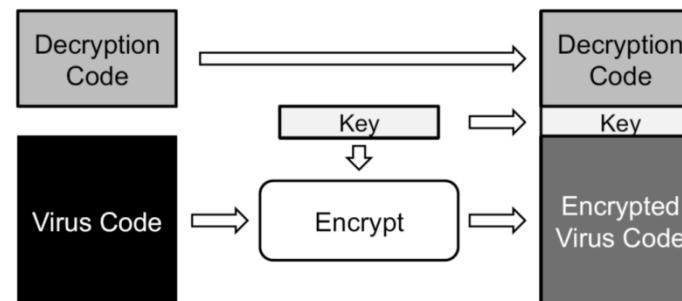 Decryption
Code
Decryption
Code
Key
Key
Virus Code
Encrypt
Encrypted
Virus Code